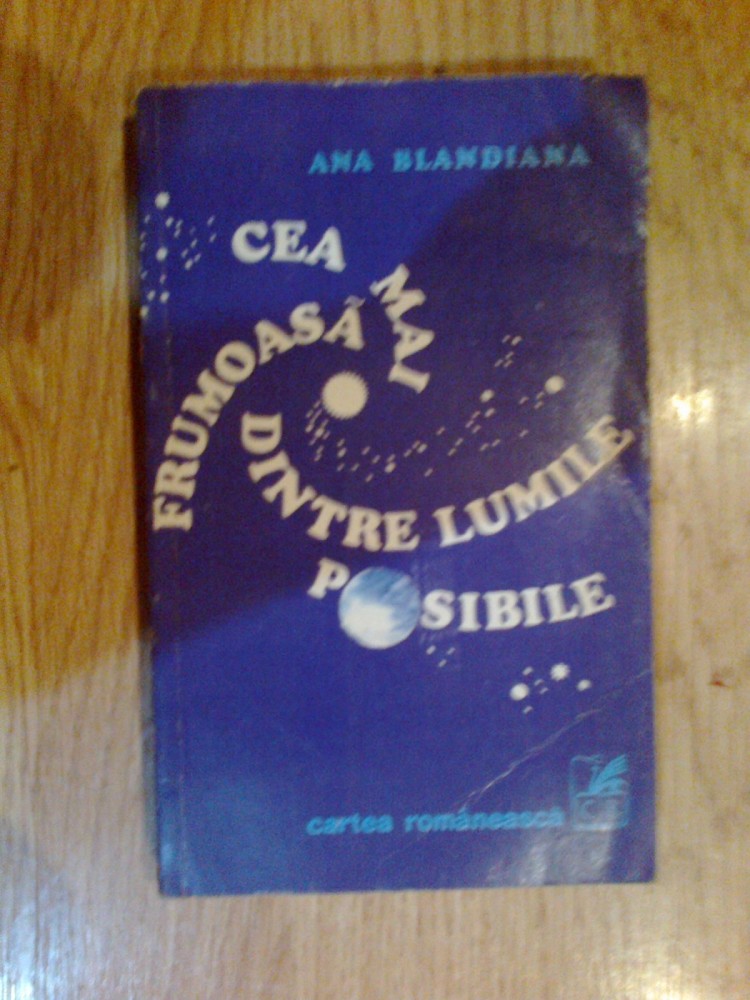 ANA BLANDIANA
CEA
MAI
FRUMOASĂ
DINTRE LUMILE
POSIBILE
cartea românească